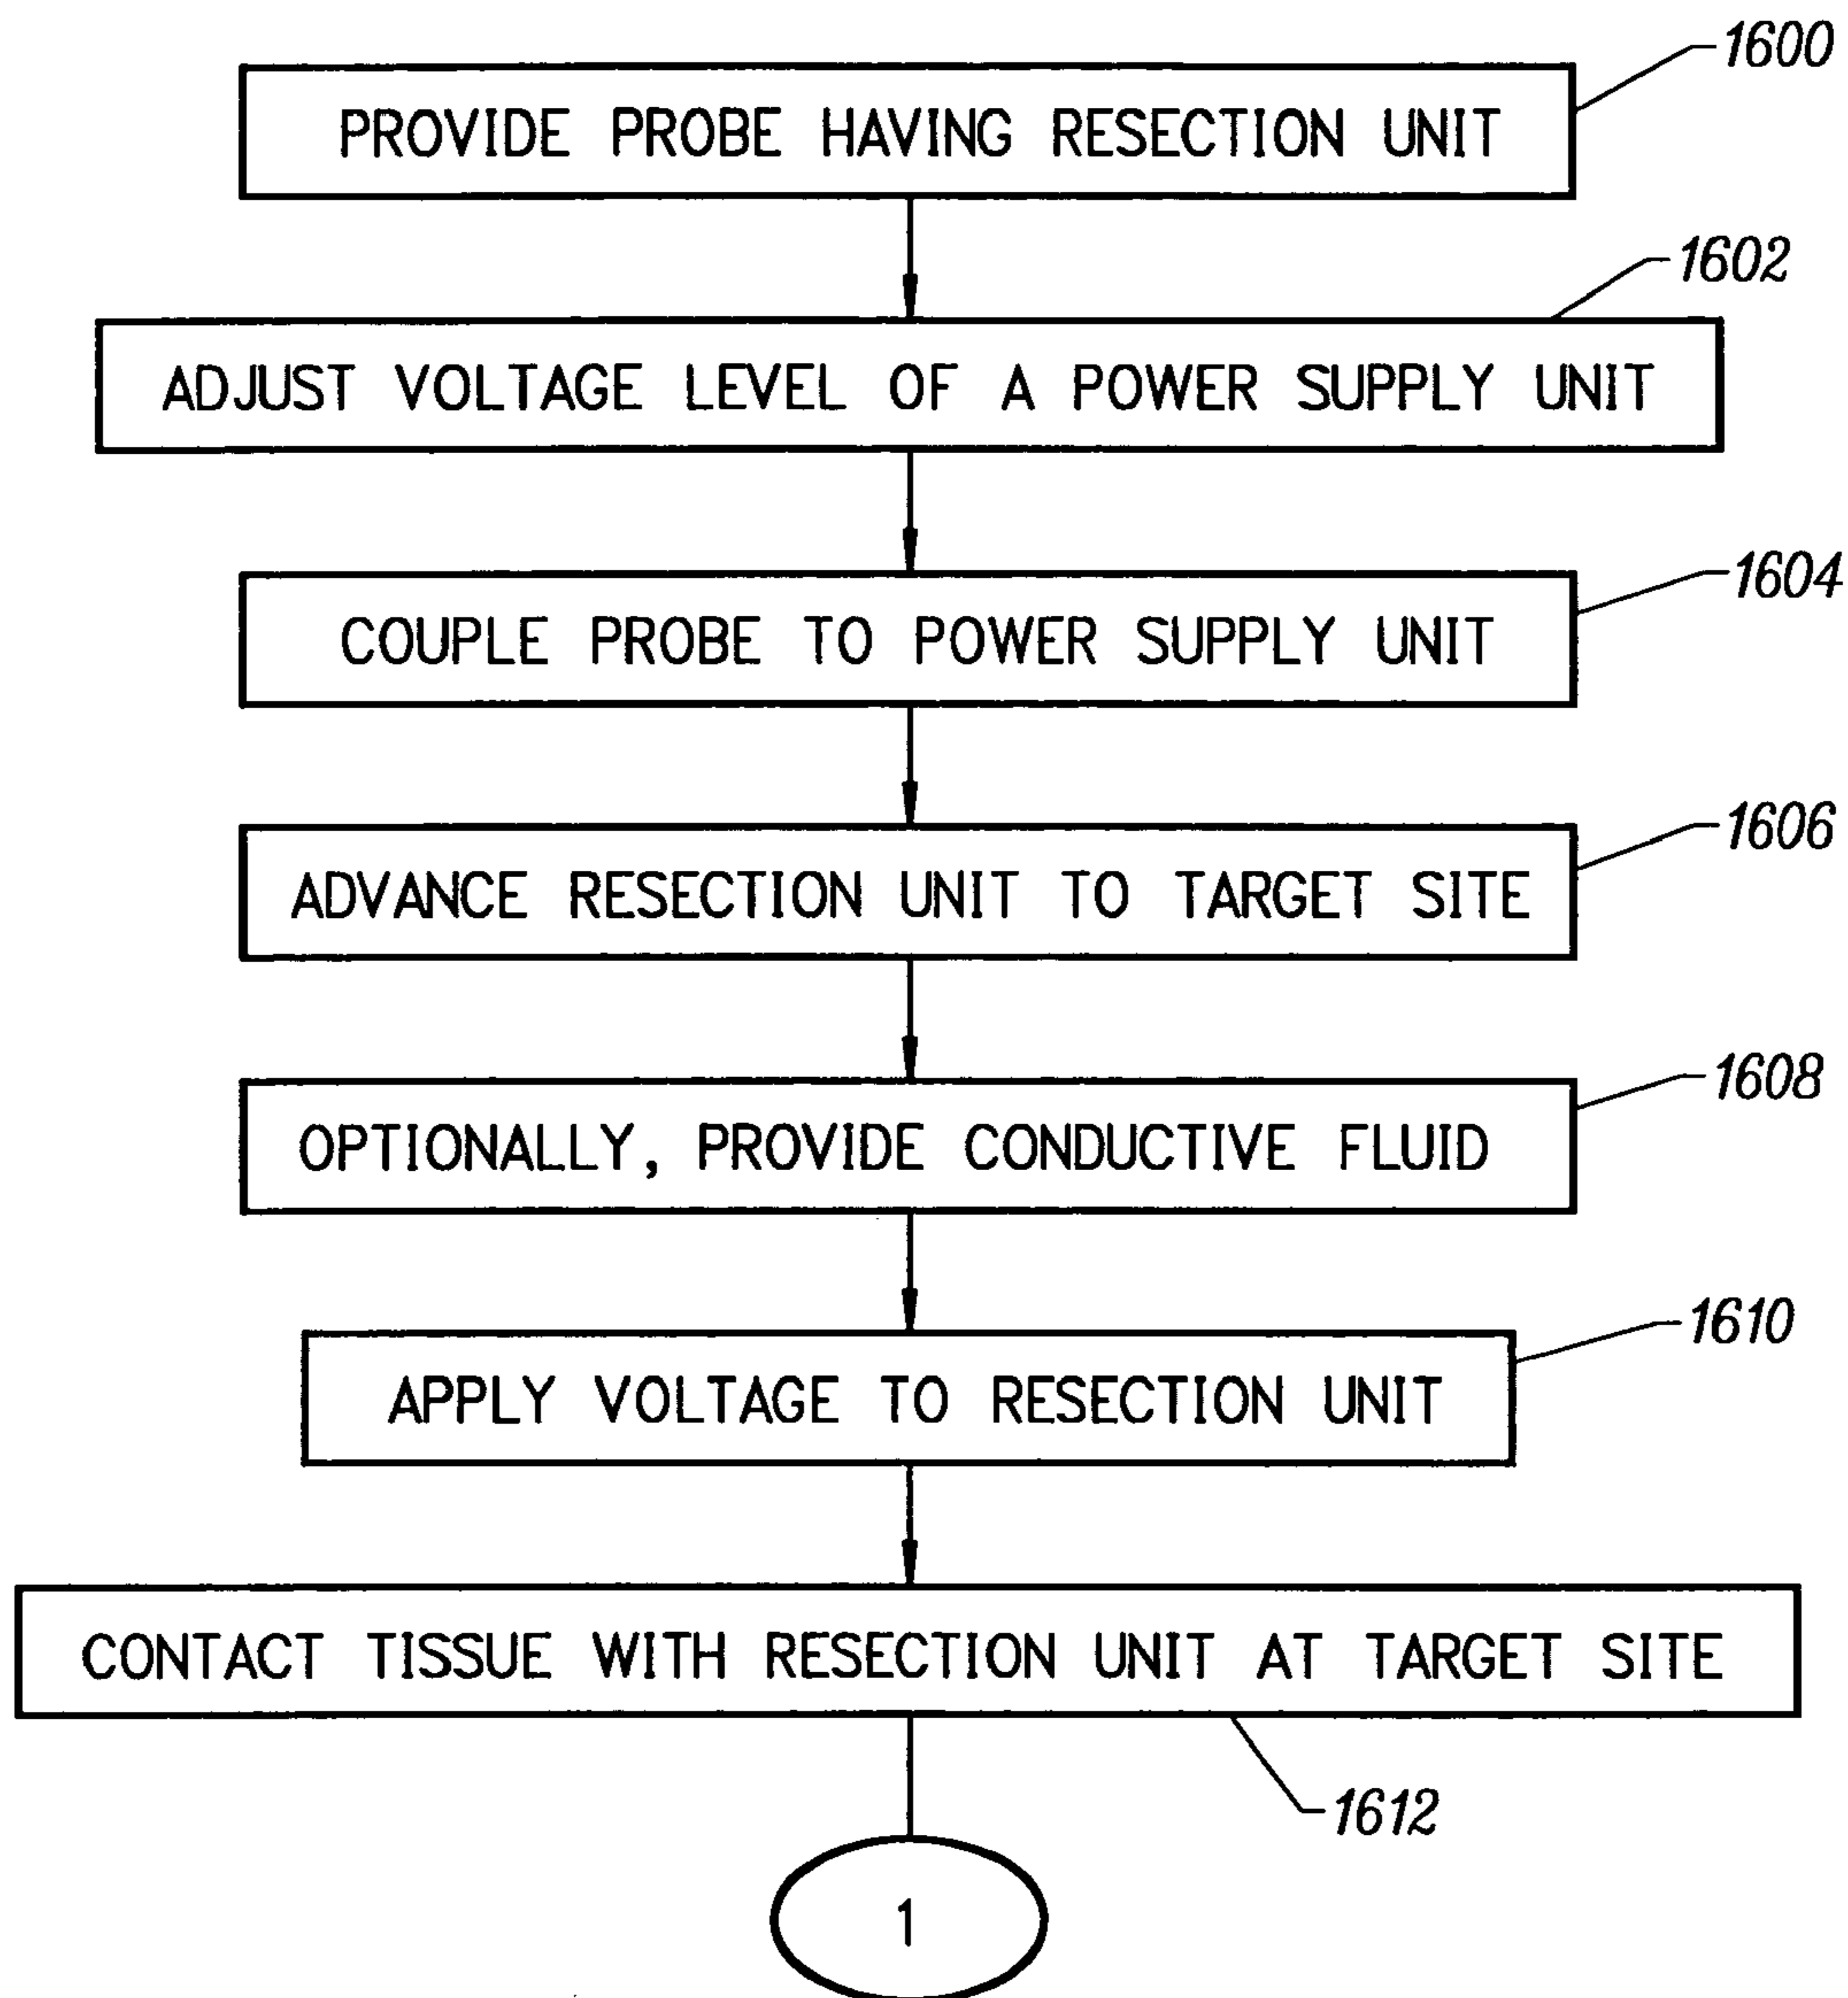 1600
PROVIDE PROBE HAVING RESECTION UNIT
1602
ADJUST VOLTAGE LEVEL OF A POWER SUPPLY UNIT
1604
COUPLE PROBE TO POWER SUPPLY UNIT
1606
ADVANCE RESECTION UNIT TO TARGET SITE
1608
OPTIONALLY, PROVIDE CONDUCTIVE FLUID
1610
APPLY VOLTAGE TO RESECTION UNIT
CONTACT TISSUE WITH RESECTION UNIT AT TARGET SITE
1612
1